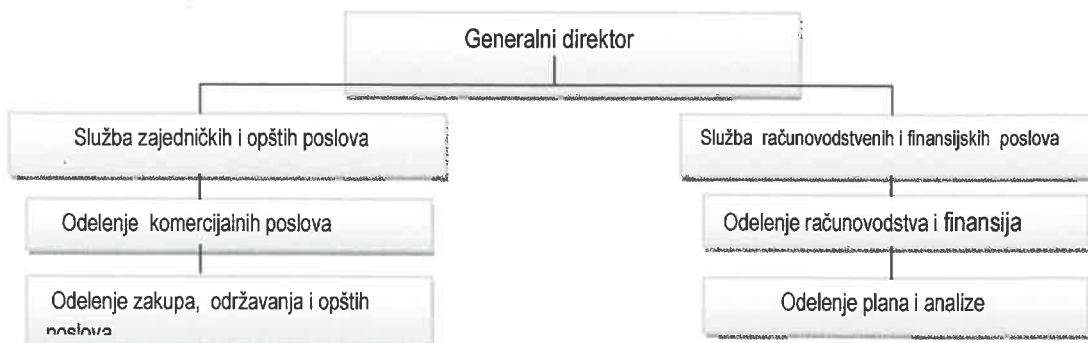 Generalni direktor
Služba zajedničkih i opštih poslova
Služba računovodstvenih i finansijskih poslova
Odelenje komercijalnih poslova
Odelenje računovodstva i finansija
Odelenje zakupa, održavanja i opštih
poslova
Odelenje plana i analize